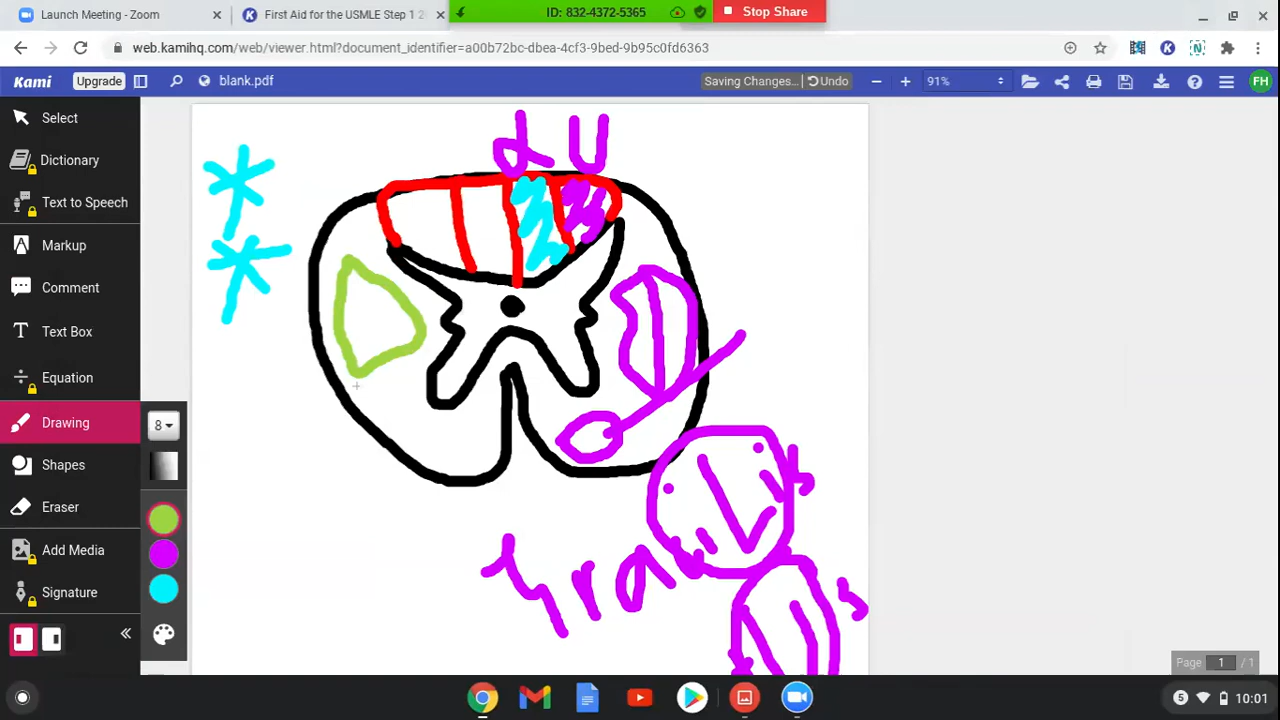 Launch Meeting - Zoom
First Aid for the USMLE Step 1 2
ID: 832-4372-5365
Stop Share
web.kamihq.com/web/viewer.html?document_identifier=a00b72bc-dbea-4cf3-9bed-9b95c0fd6363
Kami
Upgrade
blank.pdf
Saving Changes...
Undo
91%
FH
Select
Dictionary
Text to Speech
Markup
Comment
Text Box
Equation
Drawing
8
Shapes
Eraser
Add Media
Signature
L U
Page 1 / 1
5
10:01